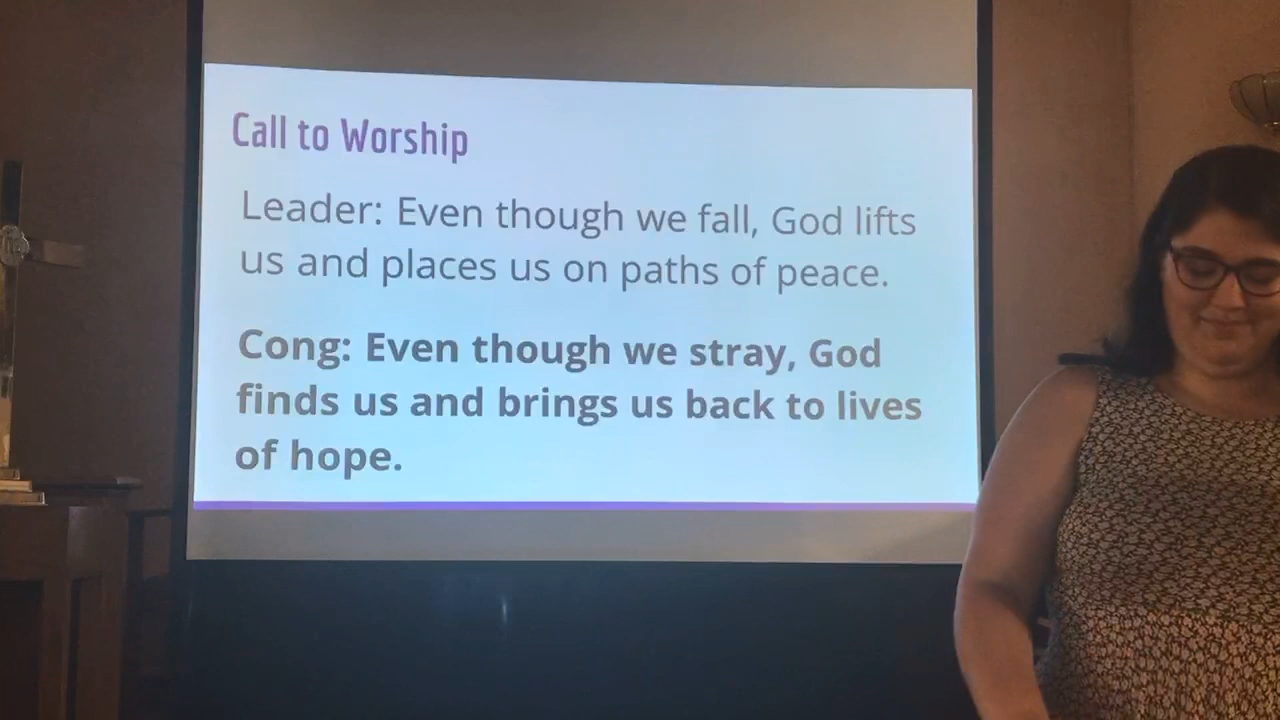 Call to Worship
Leader: Even though we fall, God lifts
us and places us on paths of peace.
Cong: Even though we stray, God
finds us and brings us back to lives
of hope.